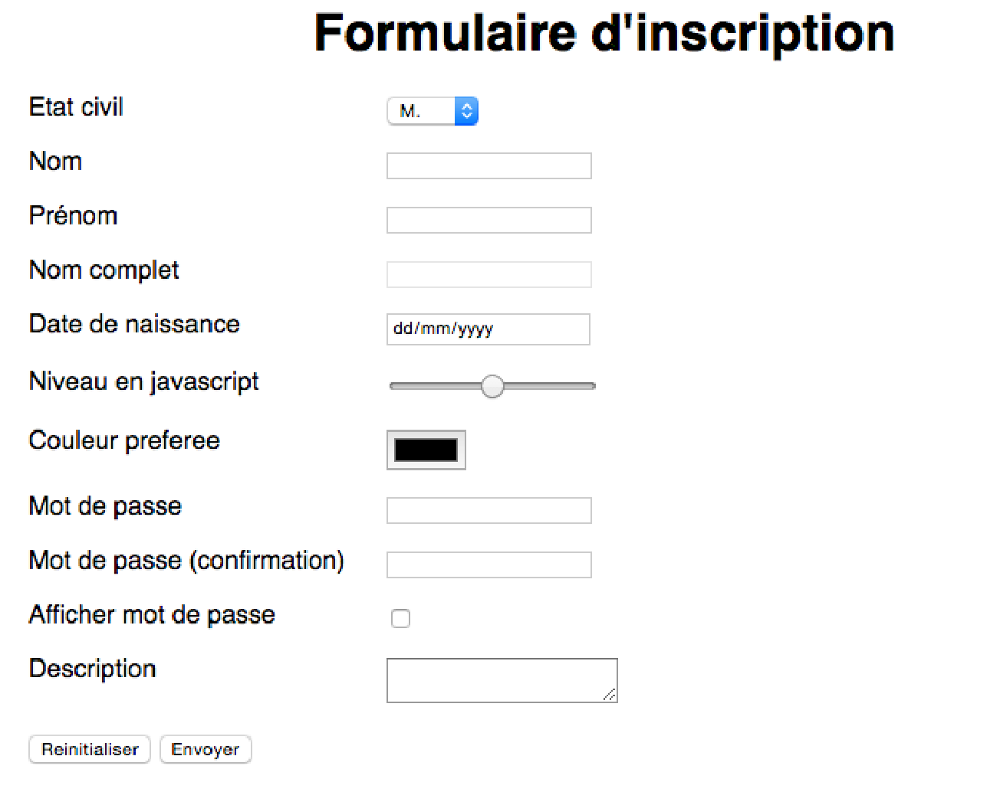 Formulaire d'inscription
Etat civil M.
Nom
Prénom
Nom complet
Date de naissance dd/mm/yyyy
Niveau en javascript
Couleur preferee
Mot de passe
Mot de passe (confirmation)
Afficher mot de passe
Description
Reinitialiser Envoyer